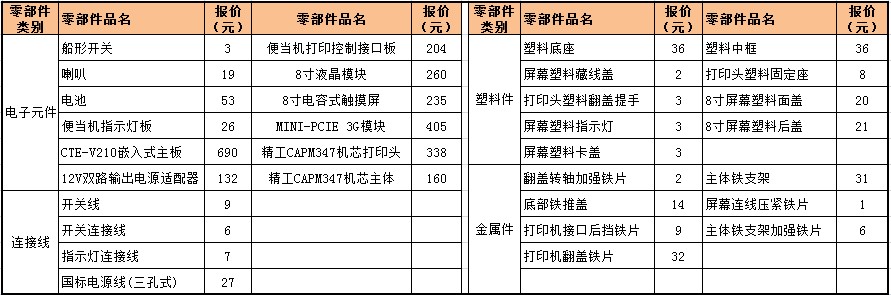 零部件类别 零部件品名 报价(元) 零部件品名 报价(元) 零部件类别 零部件品名 报价(元) 零部件品名 报价(元)
电子元件 船形开关 3 便当机打印控制接口板 204 塑料件 塑料底座 36 塑料中框 36
喇叭 19 8寸液晶模块 260 屏幕塑料藏线盖 2 打印头塑料固定座 8
电池 53 8寸电容式触摸屏 235 打印头塑料翻盖提手 3 8寸屏幕塑料面盖 20
便当机指示灯板 26 MINI-PCIE 3G模块 405 屏幕塑料指示灯 3 8寸屏幕塑料后盖 21
CTE-V210嵌入式主板 690 精工CAPM347机芯打印头 338 屏幕塑料卡盖 3
12V双路输出电源适配器 132 精工CAPM347机芯主体 160 金属件 翻盖转轴加强铁片 2 主体铁支架 31
连接线 开关线 9 底部铁推盖 14 屏幕连线压紧铁片 1
开关连接线 6 打印机接口后挡铁片 9 主体铁支架加强铁片 6
指示灯连接线 7 打印机翻盖铁片 32
国标电源线(三孔式) 27